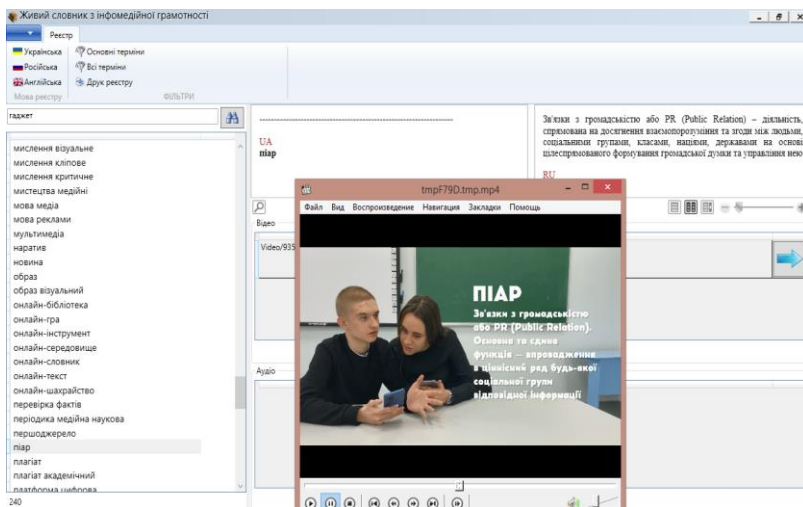 Живий словник з інфомедійної грамотності
Реєстр
Українська
Російська
Англійська
Мова реєстру
Основні терміни
Всі терміни
Друк реєстру
ФІЛЬТРИ
гаджет
мислення візуальне
мислення кліпове
мислення критичне
мистецтва медійні
мова медіа
мова реклами
мультимедіа
наратив
новина
образ
образ візуальний
онлайн-бібліотека
онлайн-гра
онлайн-інструмент
онлайн-середовище
онлайн-словник
онлайн-текст
онлайн-шахрайство
перевірка фактів
періодика медійна наукова
першоджерело
піар
плагіат
плагіат академічний
платформа цифрова
240
UA
піар
Зв'язки з громадськістю або PR (Public Relation) – діяльність,
спрямована на досягнення взаєморозуміння та згоди між людьми,
соціальними групами, класами, націями, державами на основі
цілеспрямованого формування громадської думки та управління нею
RU
Відео
Video/935
Аудіо
tmpF79D.tmp.mp4
Файл Вид Воспроизведение Навигация Закладки Помощь
ПІАР
Зв'язки з громадськістю
або PR (Public Relation).
Основна та єдина
функція — впровадження
в ціннісний ряд будь-якої
соціальної групи
відповідної інформації